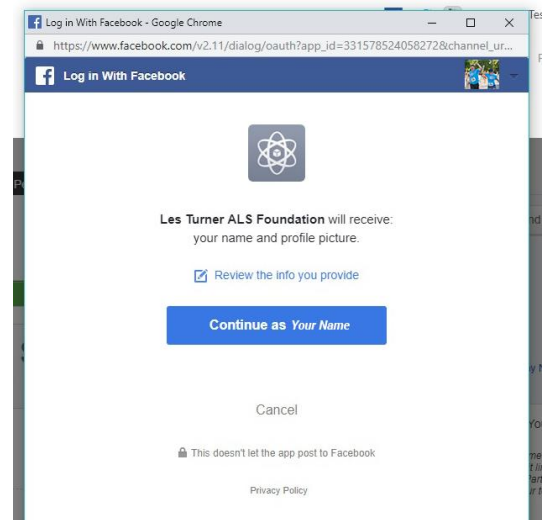 Log in With Facebook - Google Chrome
https://www.facebook.com/v2.11/dialog/oauth?app_id=331578524058272&channel_ur...
Log in With Facebook
Les Turner ALS Foundation will receive:
your name and profile picture.
Review the info you provide
Continue as Your Name
Cancel
This doesn't let the app post to Facebook
Privacy Policy